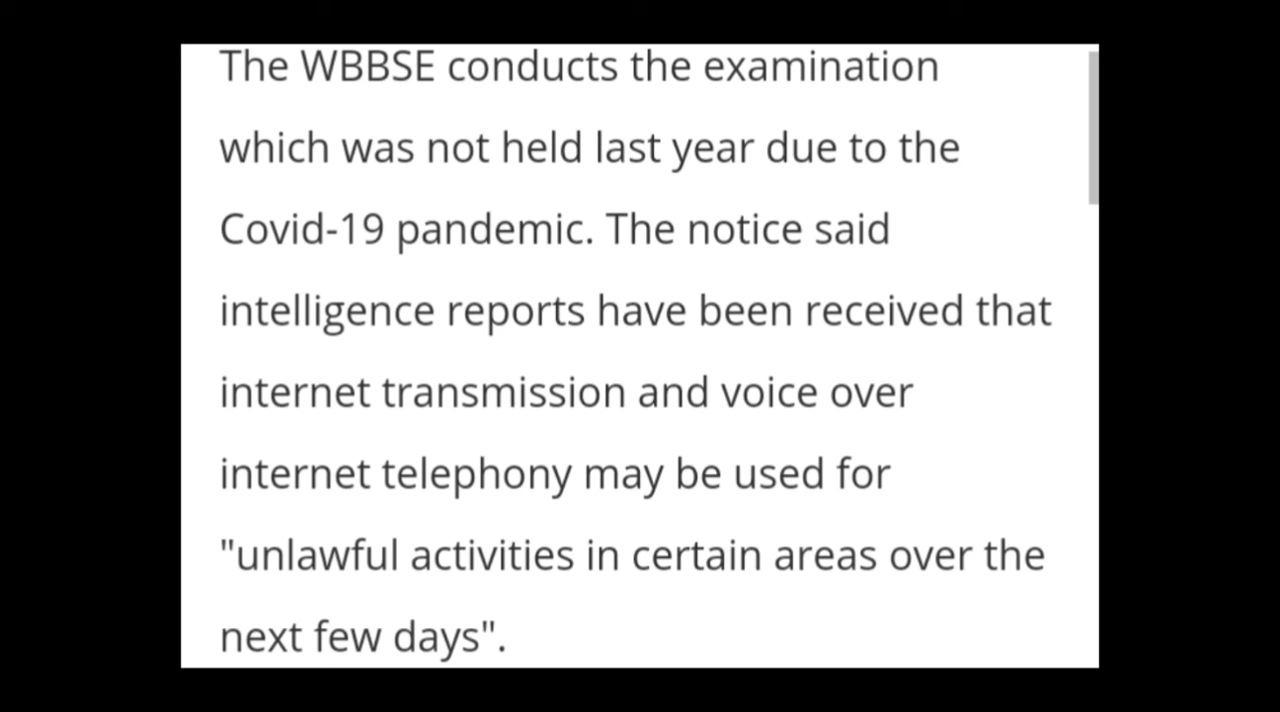 The WBBSE conducts the examination
which was not held last year due to the
Covid-19 pandemic. The notice said
intelligence reports have been received that
internet transmission and voice over
internet telephony may be used for
"unlawful activities in certain areas over the
next few days".